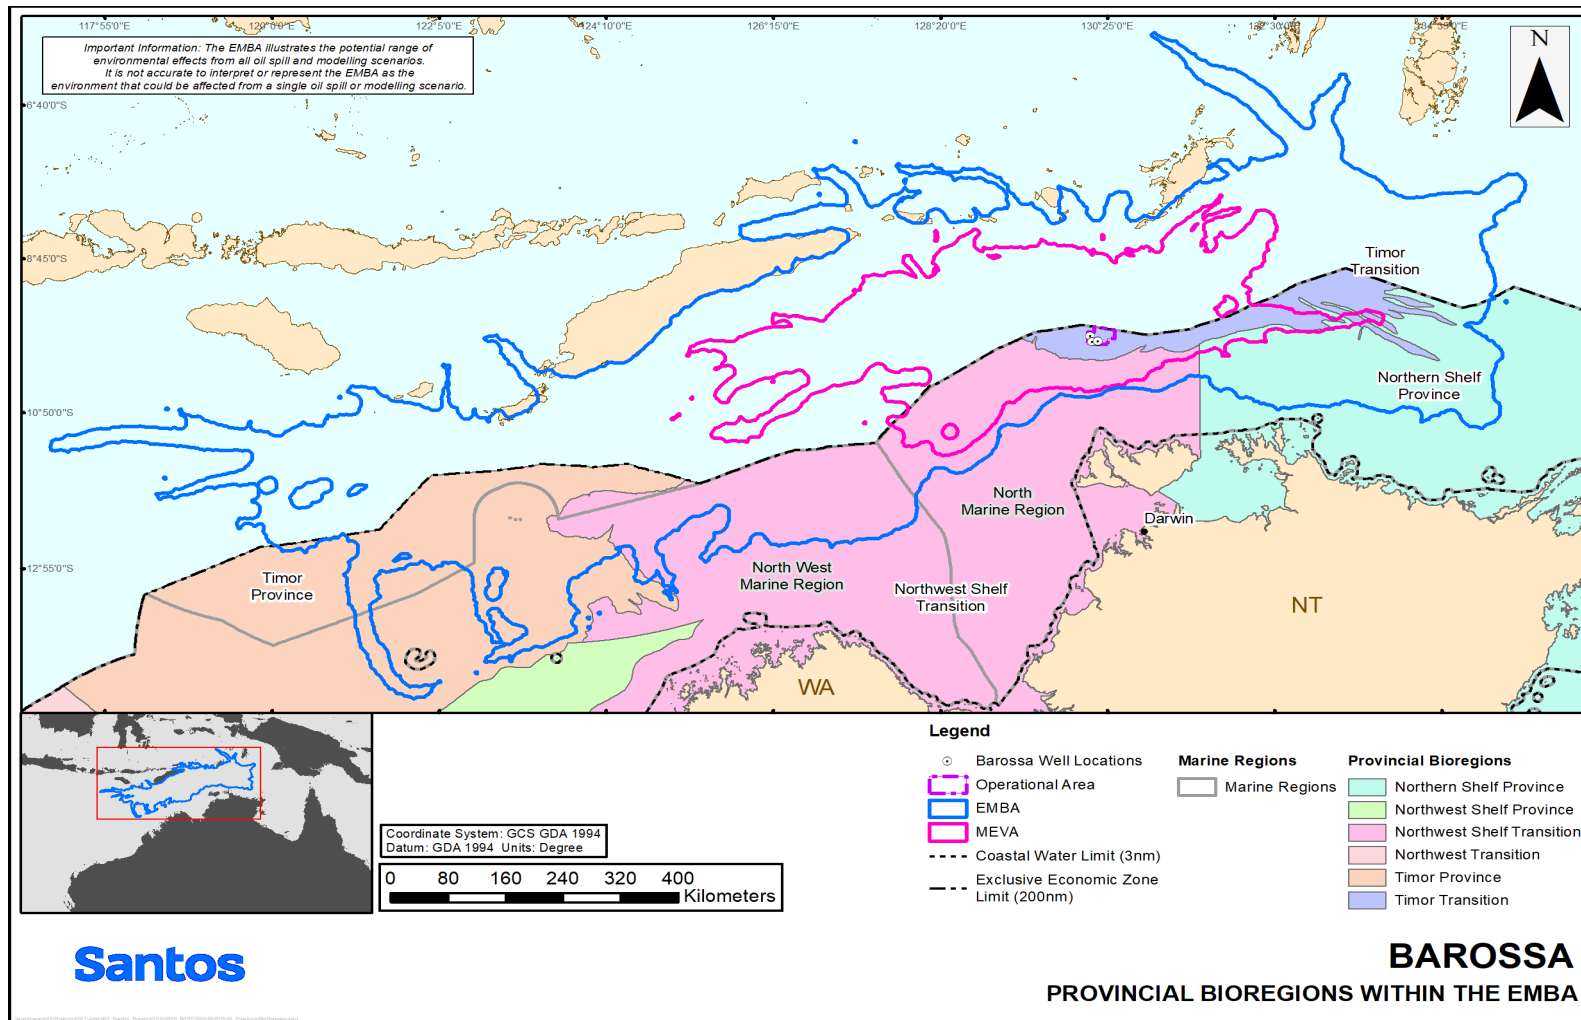 117°55'0"E
120°0'0"E
122°5'0"E
124°10'0"E
126°15'0"E
128°20'0"E
130°25'0"E
132°30'0"E
Important Information: The EMBA illustrates the potential range of
environmental effects from all oil spill and modelling scenarios.
It is not accurate to interpret or represent the EMBA as the
environment that could be affected from a single oil spill or modelling scenario.
N
6°40'0"S
8°45'0"S
10°50'0"S
12°55'0"S
Timor
Transition
Northern Shelf
Province
North
Marine Region
Darwin
North West
Marine Region
Northwest Shelf
Transition
Timor
Province
NT
WA
Legend
Barossa Well Locations
Operational Area
EMBA
MEVA
Coastal Water Limit (3nm)
Exclusive Economic Zone
Limit (200nm)
Marine Regions
Marine Regions
Provincial Bioregions
Northern Shelf Province
Northwest Shelf Province
Northwest Shelf Transition
Northwest Transition
Timor Province
Timor Transition
Coordinate System: GCS GDA 1994
Datum: GDA 1994 Units: Degree
0 80 160 240 320 400
Kilometers
Santos
BAROSSA
PROVINCIAL BIOREGIONS WITHIN THE EMBA